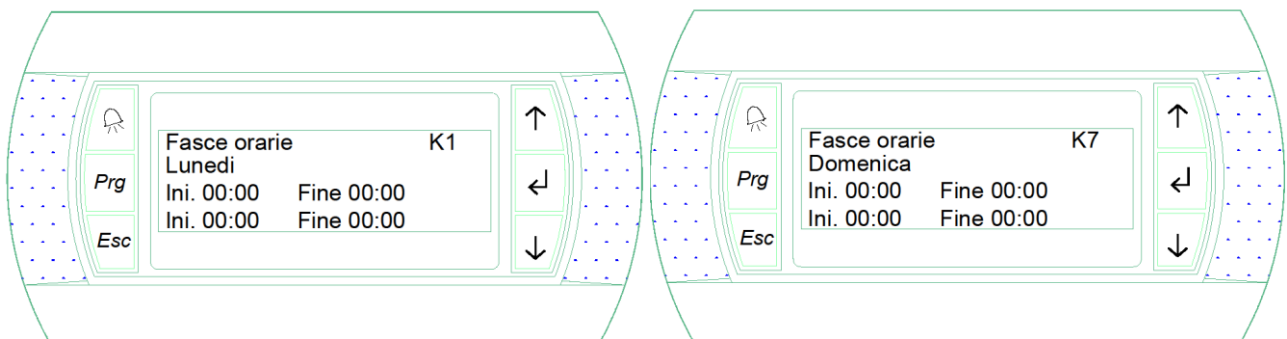 Fasce orarie K1
Lunedi
Ini. 00:00 Fine 00:00
Ini. 00:00 Fine 00:00
Prg
Esc
Fasce orarie K7
Domenica
Ini. 00:00 Fine 00:00
Ini. 00:00 Fine 00:00
Prg
Esc